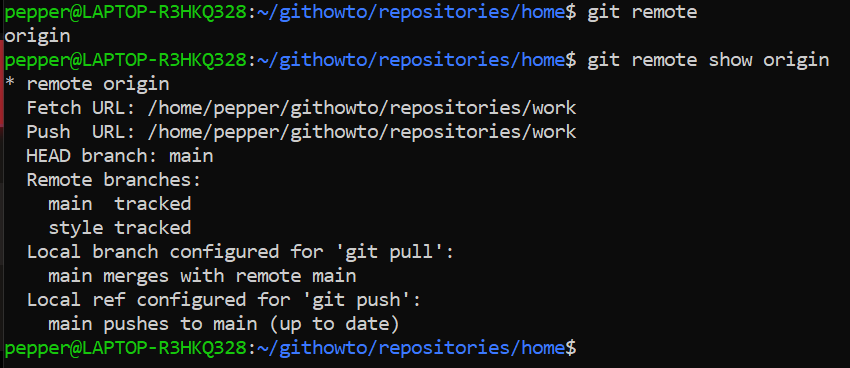 pepper@LAPTOP-R3HKQ328:~/githowto/repositories/home$ git remote
origin
pepper@LAPTOP-R3HKQ328:~/githowto/repositories/home$ git remote show origin
* remote origin
  Fetch URL: /home/pepper/githowto/repositories/work
  Push  URL: /home/pepper/githowto/repositories/work
  HEAD branch: main
  Remote branches:
    main  tracked
    style tracked
  Local branch configured for 'git pull':
    main merges with remote main
  Local ref configured for 'git push':
    main pushes to main (up to date)
pepper@LAPTOP-R3HKQ328:~/githowto/repositories/home$